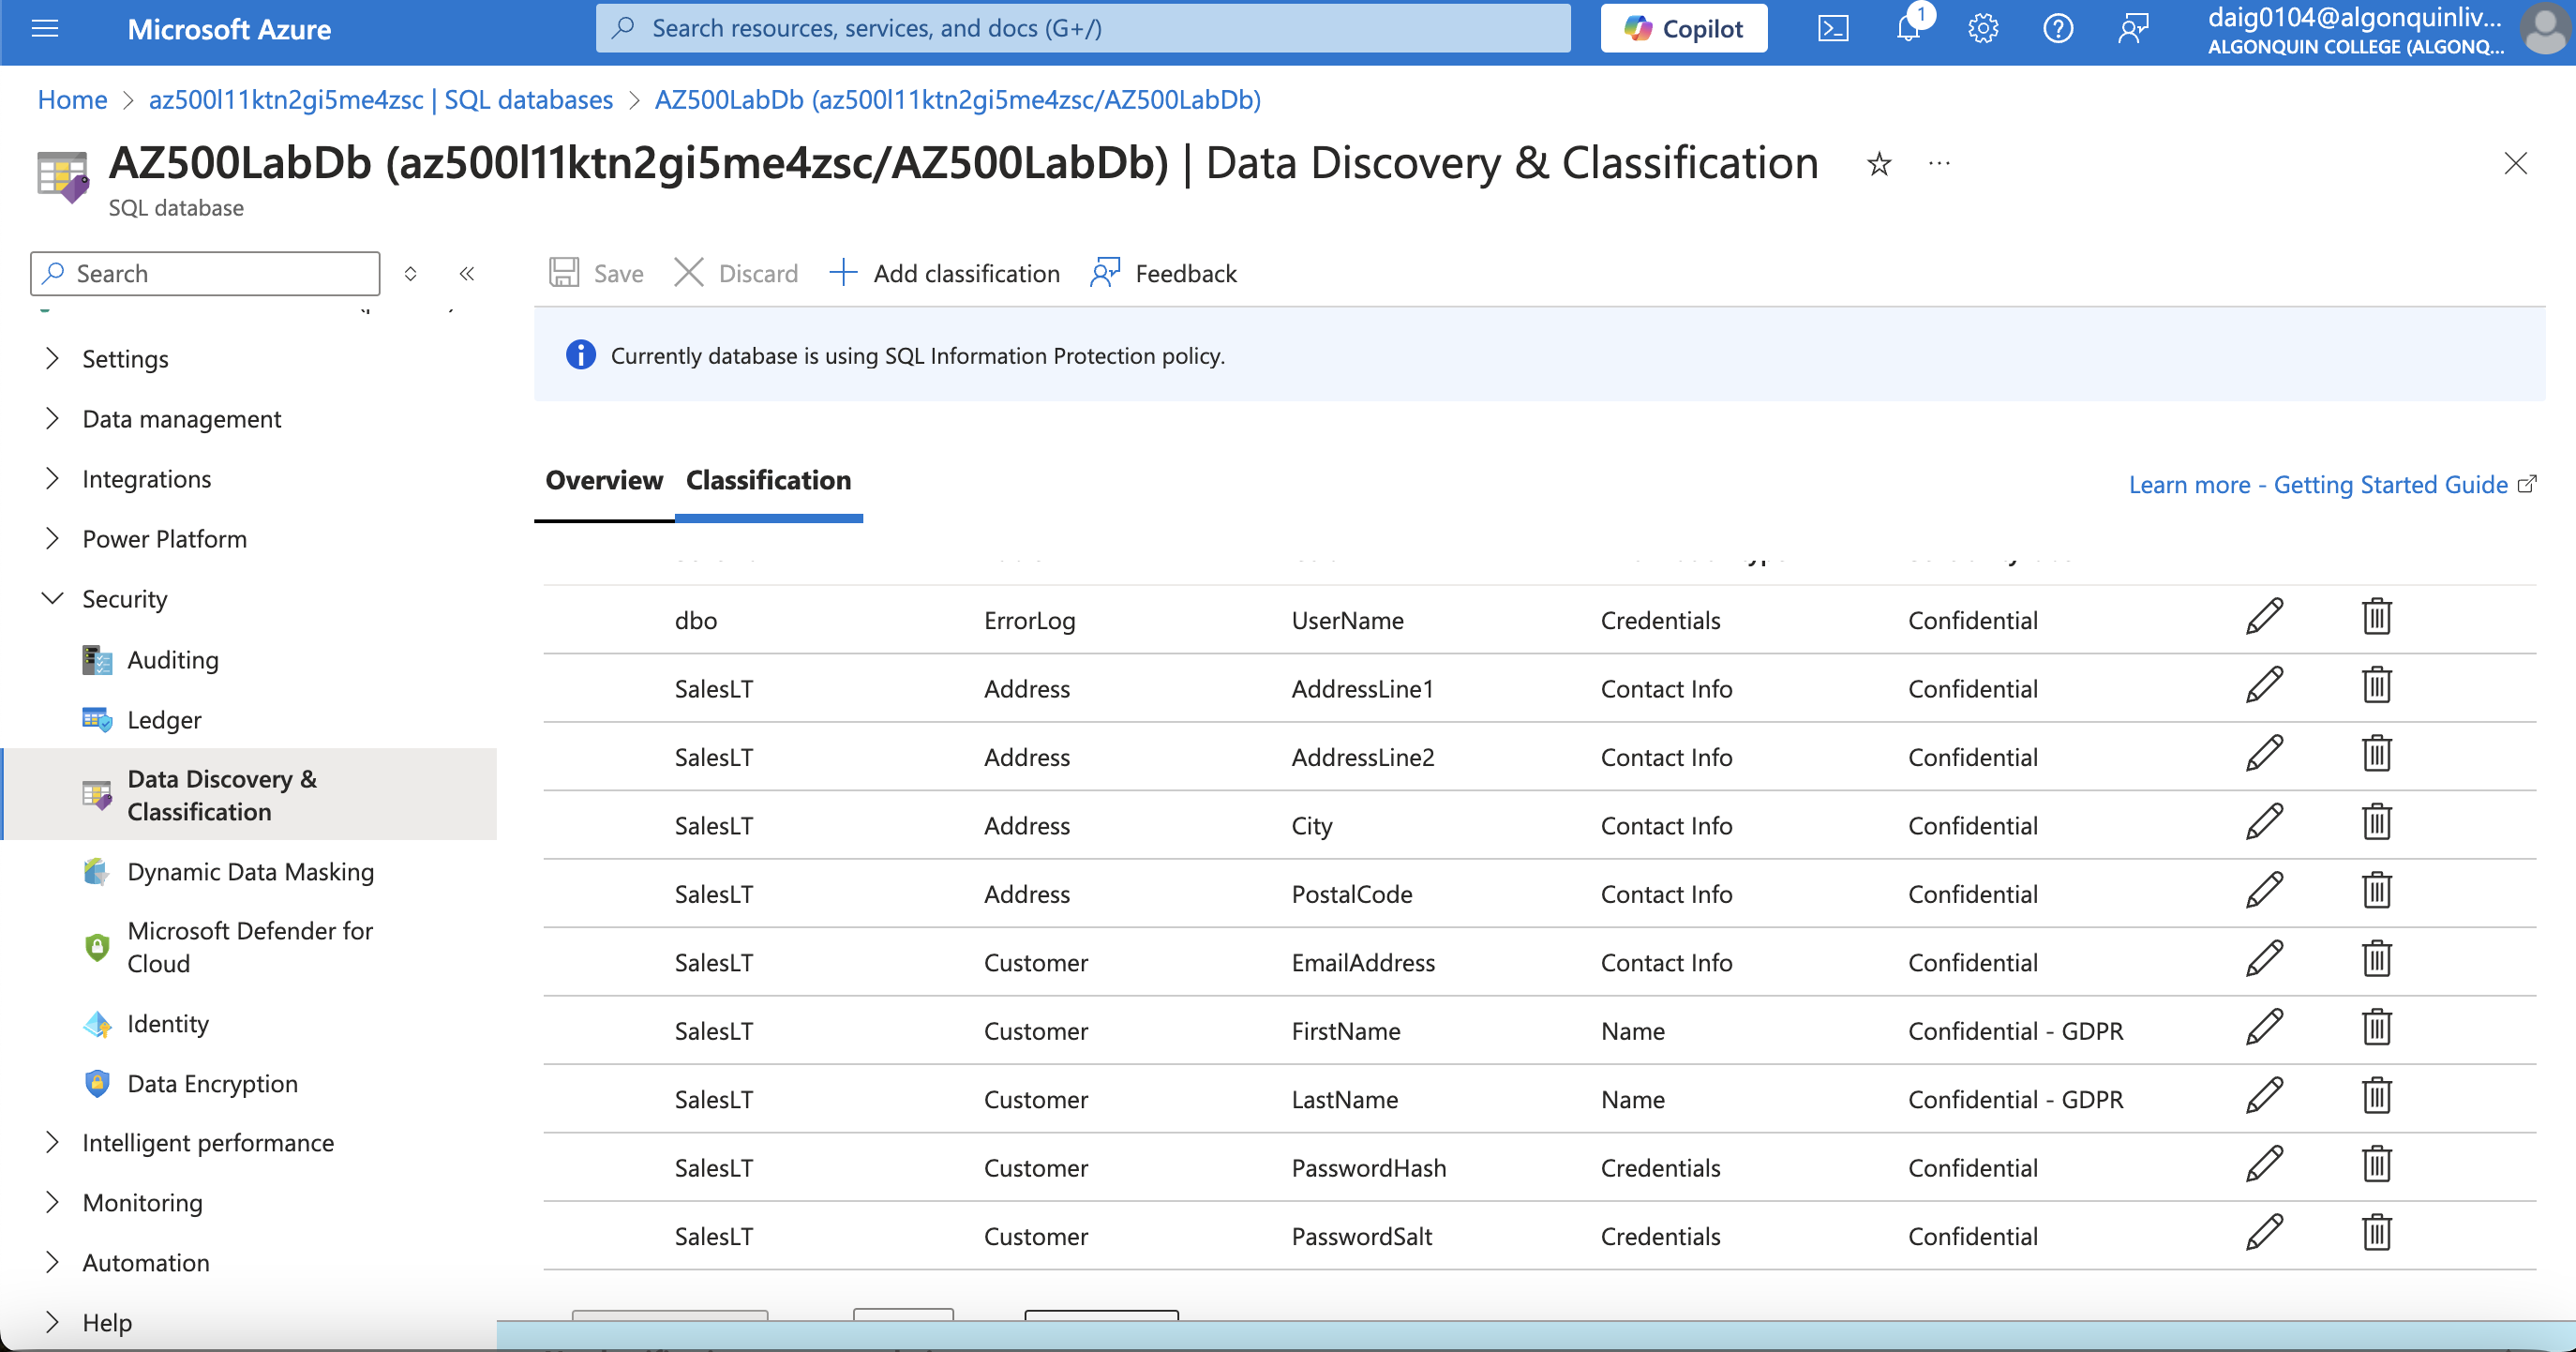 Microsoft Azure
Search resources, services, and docs (G+/)
Copilot
1
daig0104@algonquinliv...
ALGONQUIN COLLEGE (ALGONQ...
Home > az500l11ktn2gi5me4zsc | SQL databases > AZ500LabDb (az500l11ktn2gi5me4zsc/AZ500LabDb)
AZ500LabDb (az500l11ktn2gi5me4zsc/AZ500LabDb) | Data Discovery & Classification
SQL database
Search
Settings
Data management
Integrations
Power Platform
Security
Auditing
Ledger
Data Discovery &
Classification
Dynamic Data Masking
Microsoft Defender for
Cloud
Identity
Data Encryption
Intelligent performance
Monitoring
Automation
Help
Save Discard Add classification Feedback
Currently database is using SQL Information Protection policy.
Overview Classification
Learn more - Getting Started Guide
dbo ErrorLog UserName Credentials Confidential
SalesLT Address AddressLine1 Contact Info Confidential
SalesLT Address AddressLine2 Contact Info Confidential
SalesLT Address City Contact Info Confidential
SalesLT Address PostalCode Contact Info Confidential
SalesLT Customer EmailAddress Contact Info Confidential
SalesLT Customer FirstName Name Confidential - GDPR
SalesLT Customer LastName Name Confidential - GDPR
SalesLT Customer PasswordHash Credentials Confidential
SalesLT Customer PasswordSalt Credentials Confidential